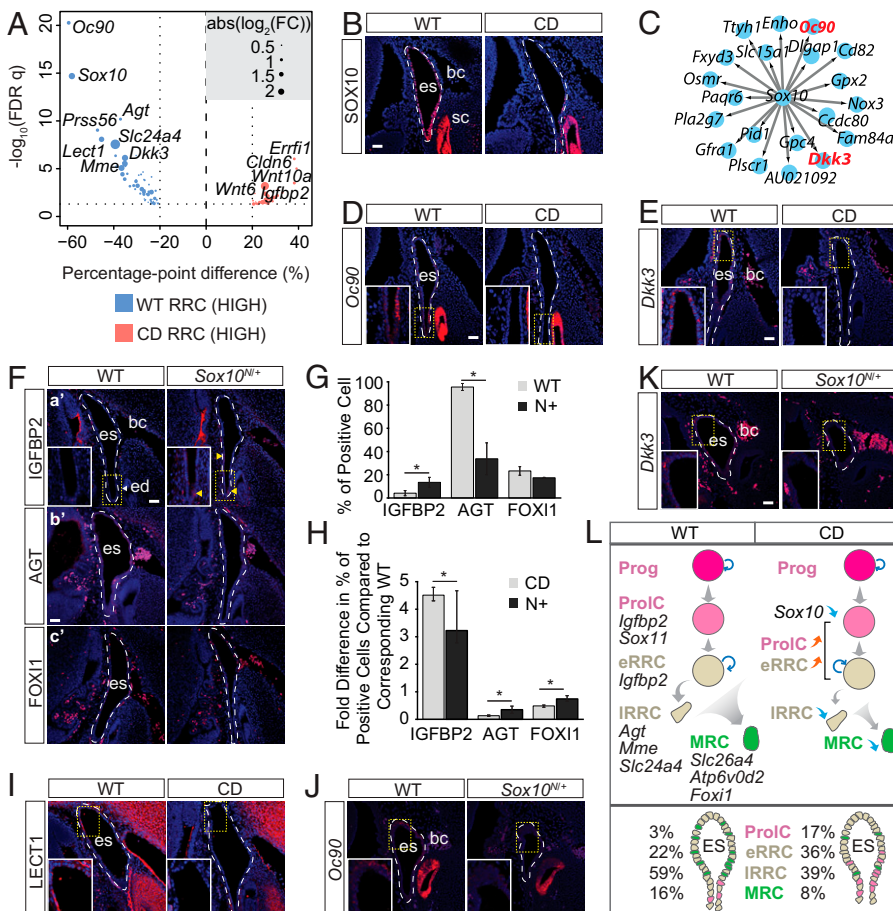 A
20
15
10
5
0
-log10(FDR q)
−60 −40 −20 0 20 40
Percentage-point difference (%)
abs(log2(FC))
0.5
1
1.5
2
Oc90
Sox10
Agt
Prss56
Slc24a4
Lect1
Dkk3
Mme
Errfi1
Cldn6
Wnt10a
Wnt6
Igfbp2
WT RRC (HIGH)
CD RRC (HIGH)
B
WT CD
SOX10
es
bc
sc
C
Ttyh1
Enho
Oc90
Fxyd3
Slc15a1
Dlgap1
Cd82
Osmr
Gpx2
Paqr6
Sox10
Nox3
Pla2g7
Ccdc80
Pid1
Gpc4
Fam84a
Gfra1
Plscr1
Dkk3
AU021092
D
WT CD
Oc90
es
E
WT CD
Dkk3
es
bc
F
WT Sox10N/+
a'
IGFBP2
es
bc
ed
b'
AGT
es
c'
FOXI1
es
G
% of Positive Cell
100
80
60
40
20
0
WT
N+
* *
IGFBP2 AGT FOXI1
H
Fold Difference in % of
Positive Cells Compared to
Corresponding WT
5
4
3
2
1
0
CD
N+
* * *
IGFBP2 AGT FOXI1
I
WT CD
LECT1
es
J
WT Sox10N/+
Oc90
es
bc
K
WT Sox10N/+
Dkk3
es
bc
L
WT CD
Prog Prog
ProlC
Igfbp2
Sox11
eRRC
Igfbp2
lRRC
Agt
Mme
Slc24a4
MRC
Slc26a4
Atp6v0d2
Foxi1
Sox10
ProlC
eRRC
lRRC
MRC
3% ProlC 17%
22% eRRC 36%
59% lRRC 39%
16% MRC 8%
ES ES